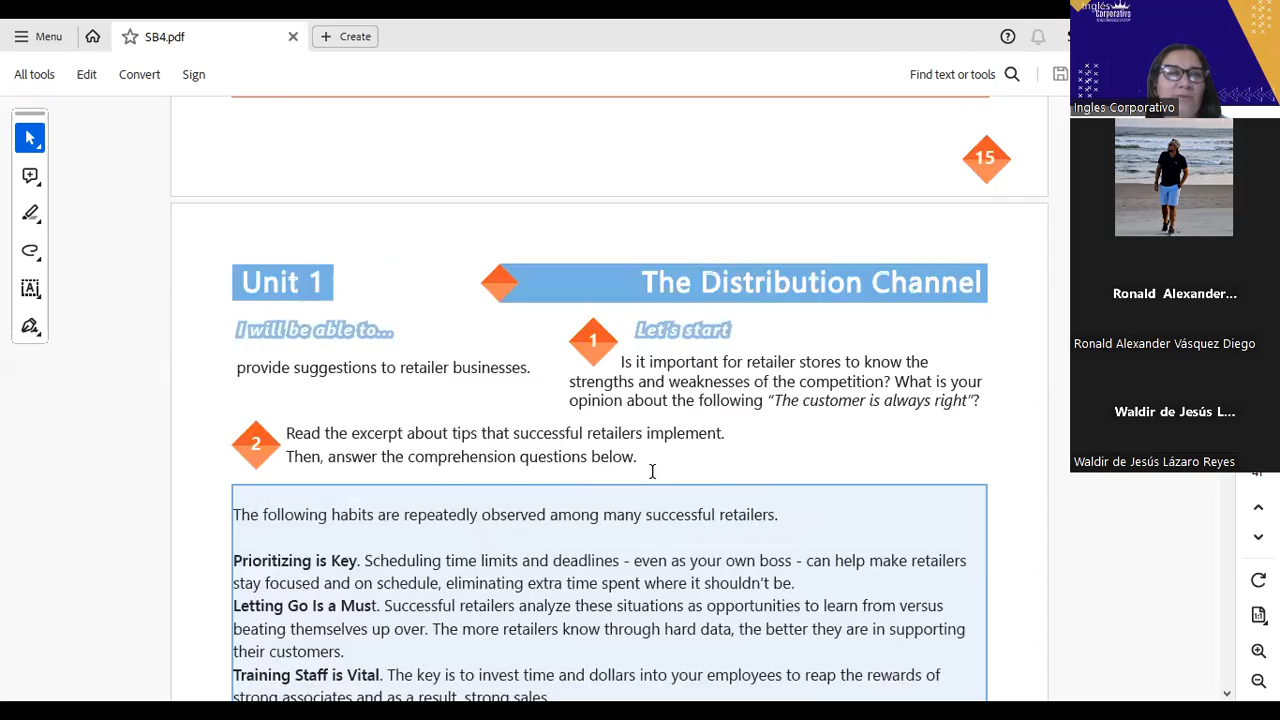 Menu
SB4.pdf
Create
All tools
Edit
Convert
Sign
Find text or tools
15
Unit 1
The Distribution Channel
I will be able to...
provide suggestions to retailer businesses.
1
Let's start
Is it important for retailer stores to know the
strengths and weaknesses of the competition? What is your
opinion about the following “The customer is always right”?
2
Read the excerpt about tips that successful retailers implement.
Then, answer the comprehension questions below.
The following habits are repeatedly observed among many successful retailers.
Prioritizing is Key. Scheduling time limits and deadlines - even as your own boss - can help make retailers
stay focused and on schedule, eliminating extra time spent where it shouldn’t be.
Letting Go Is a Must. Successful retailers analyze these situations as opportunities to learn from versus
beating themselves up over. The more retailers know through hard data, the better they are in supporting
their customers.
Training Staff is Vital. The key is to invest time and dollars into your employees to reap the rewards of
strong associates and as a result, strong sales.
Inglés
Corporativo
Ingles Corporativo
Ronald Alexander...
Ronald Alexander Vásquez Diego
Waldir de Jesús L...
Waldir de Jesús Lázaro Reyes